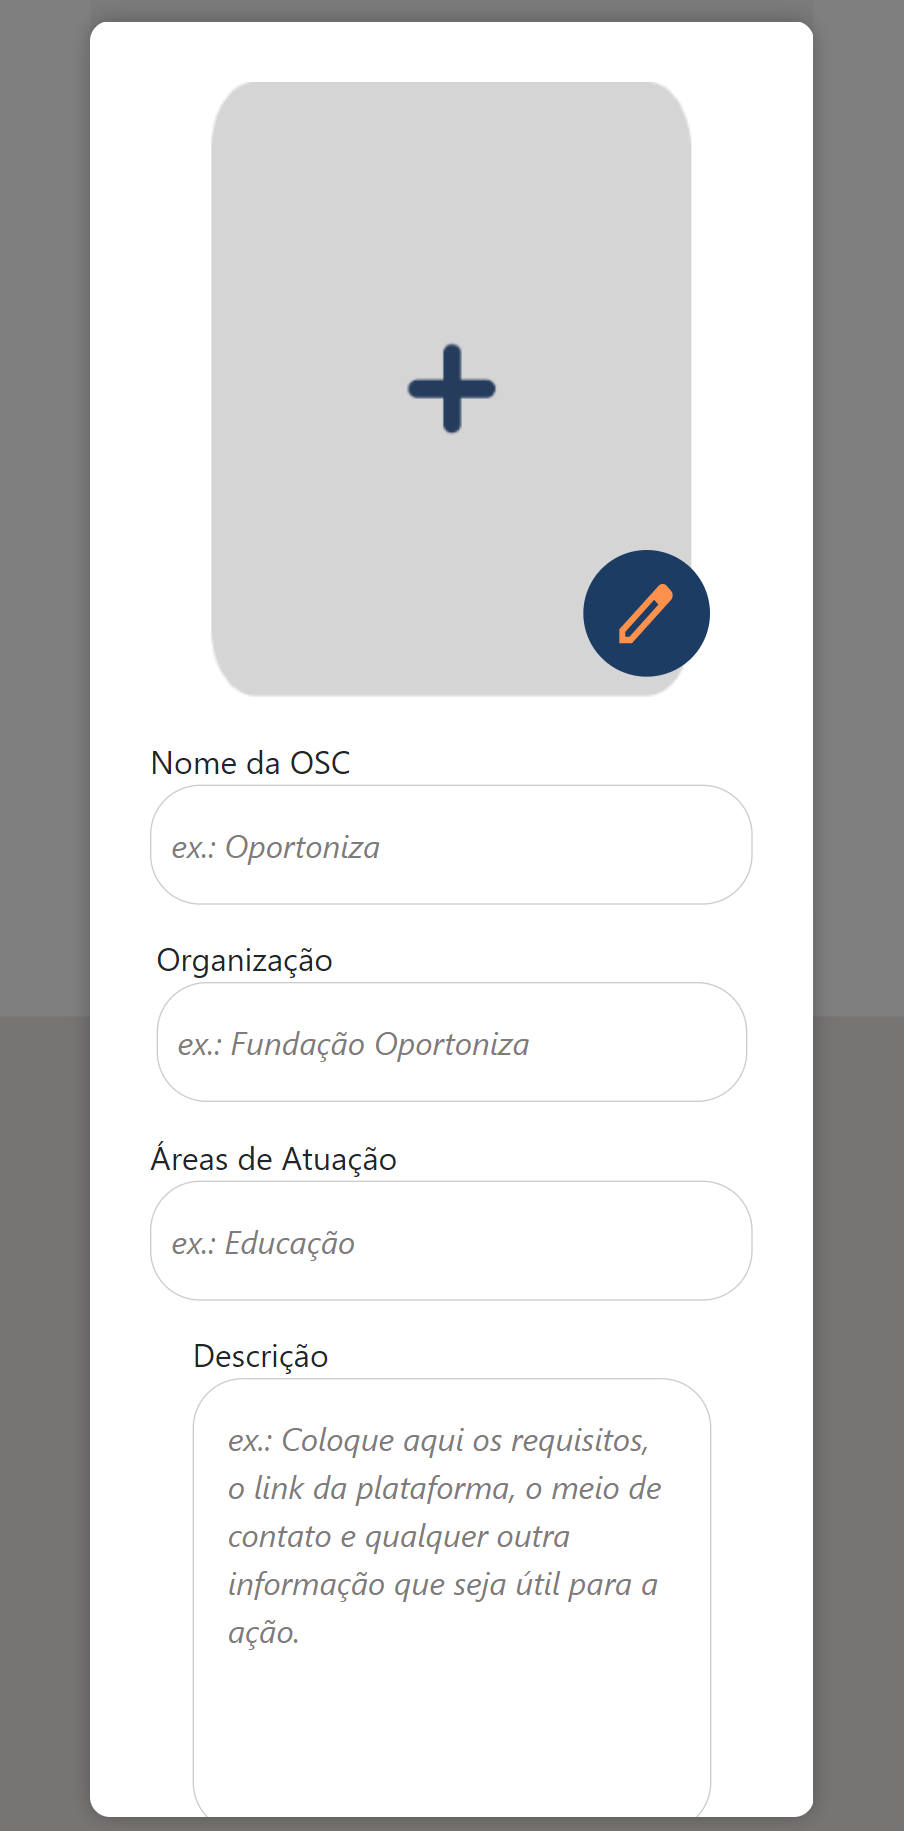 Nome da OSC
ex.: Oportoniza
Organização
ex.: Fundação Oportoniza
Áreas de Atuação
ex.: Educação
Descrição
ex.: Coloque aqui os requisitos,
o link da plataforma, o meio de
contato e qualquer outra
informação que seja útil para a
ação.